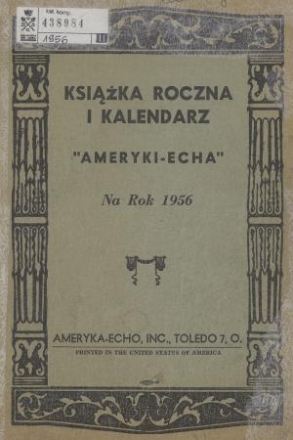 438984
1956
III
KSIĄŻKA ROCZNA
I KALENDARZ
"AMERYKI-ECHA"
Na Rok 1956
AMERYKA-ECHO, INC., TOLEDO 7, O.
PRINTED IN THE UNITED STATES OF AMERICA